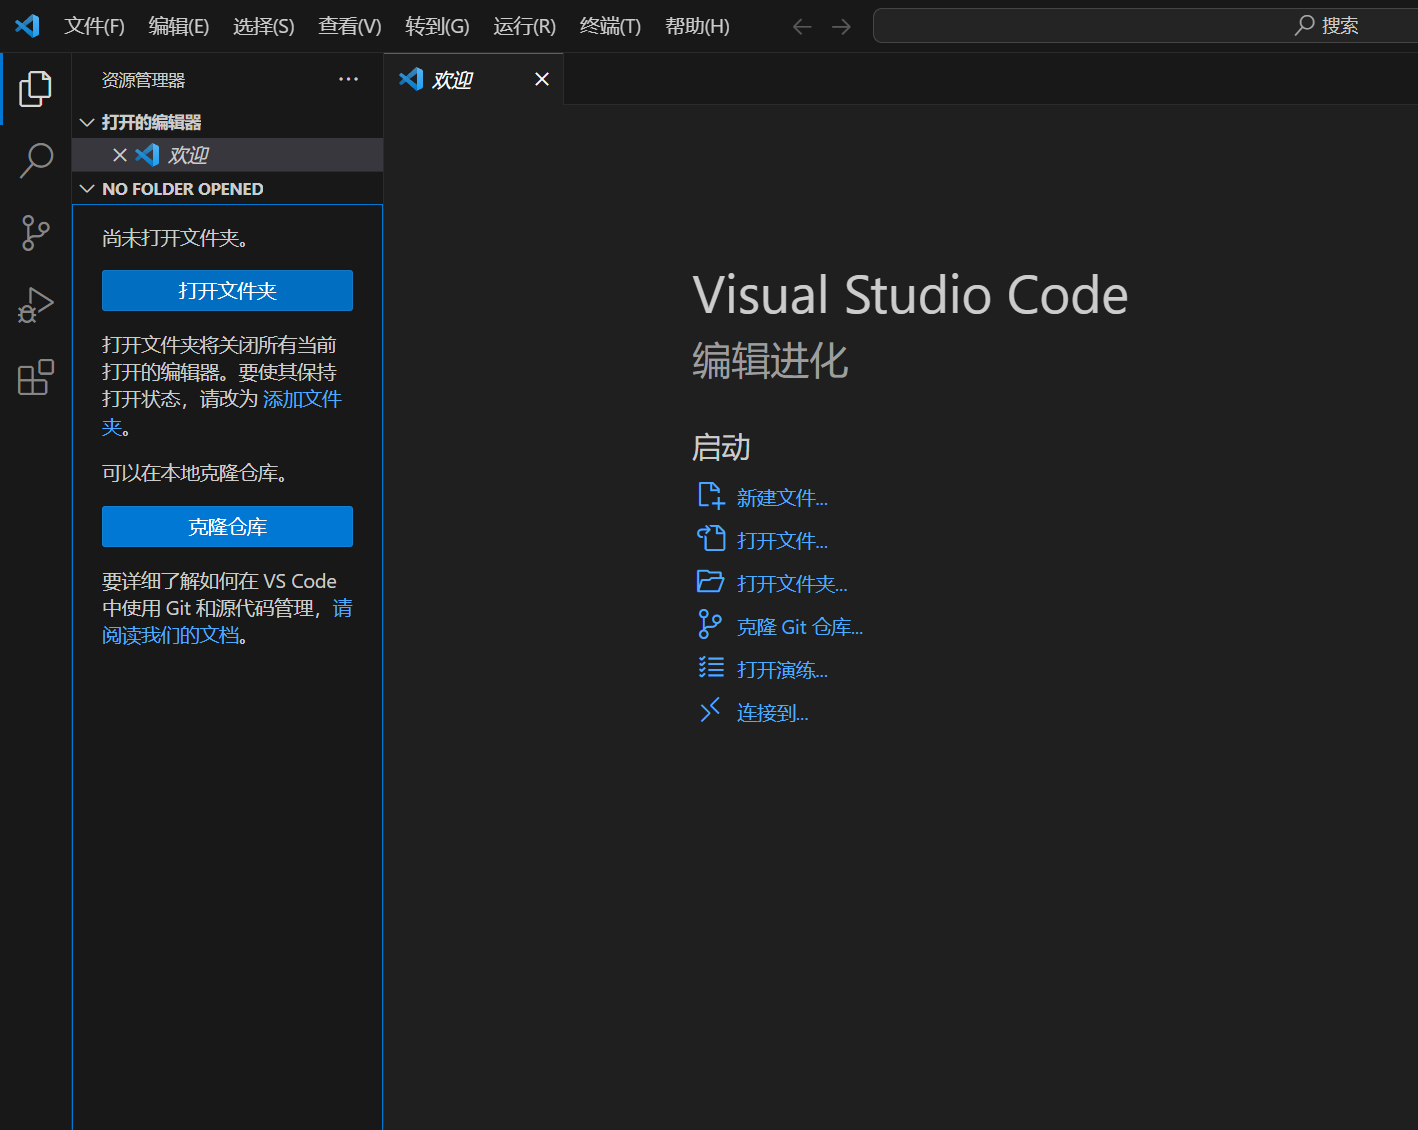 文件(F) 编辑(E) 选择(S) 查看(V) 转到(G) 运行(R) 终端(T) 帮助(H) 搜索
资源管理器
打开的编辑器
欢迎
NO FOLDER OPENED
尚未打开文件夹。
打开文件夹
打开文件夹将关闭所有当前
打开的编辑器。要使其保持
打开状态，请改为 添加文件
夹。
可以在本地克隆仓库。
克隆仓库
要详细了解如何在 VS Code
中使用 Git 和源代码管理，请
阅读我们的文档。
欢迎
Visual Studio Code
编辑进化
启动
新建文件...
打开文件...
打开文件夹...
克隆 Git 仓库...
打开演练...
连接到...